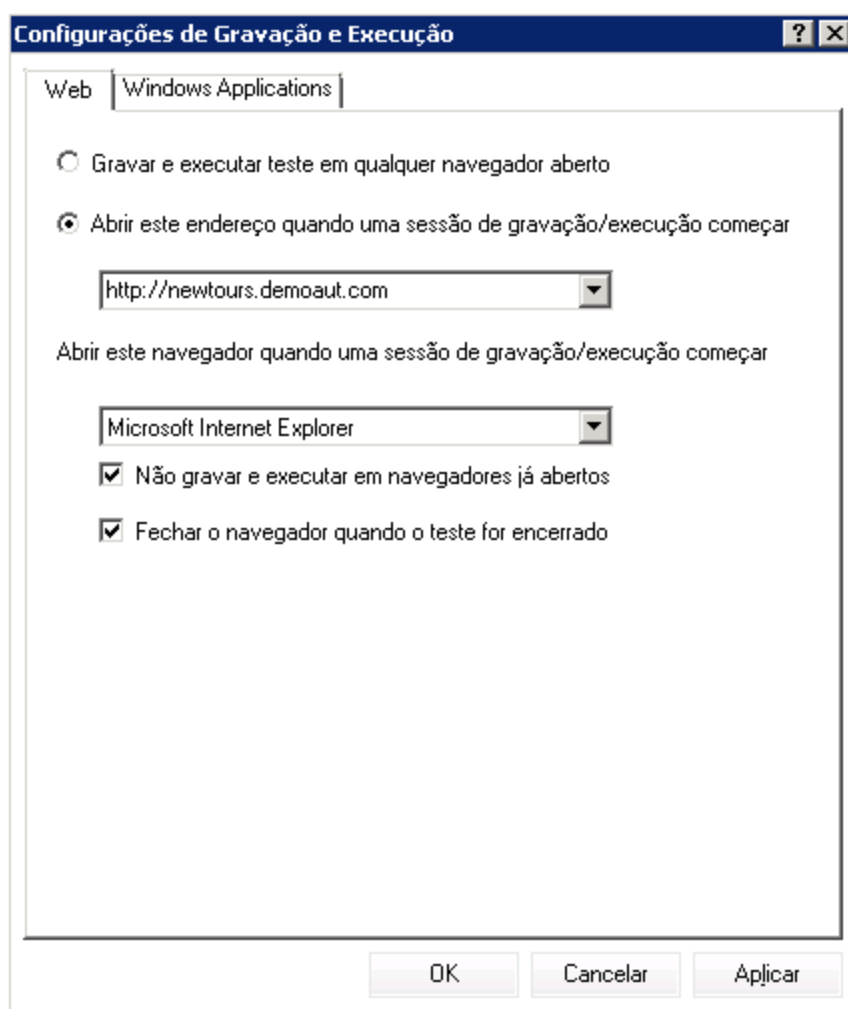 Configurações de Gravação e Execução
Web
Windows Applications
Gravar e executar teste em qualquer navegador aberto
Abrir este endereço quando uma sessão de gravação/execução começar
http://newtours.demoaut.com
Abrir este navegador quando uma sessão de gravação/execução começar
Microsoft Internet Explorer
Não gravar e executar em navegadores já abertos
Fechar o navegador quando o teste for encerrado
OK
Cancelar
Aplicar